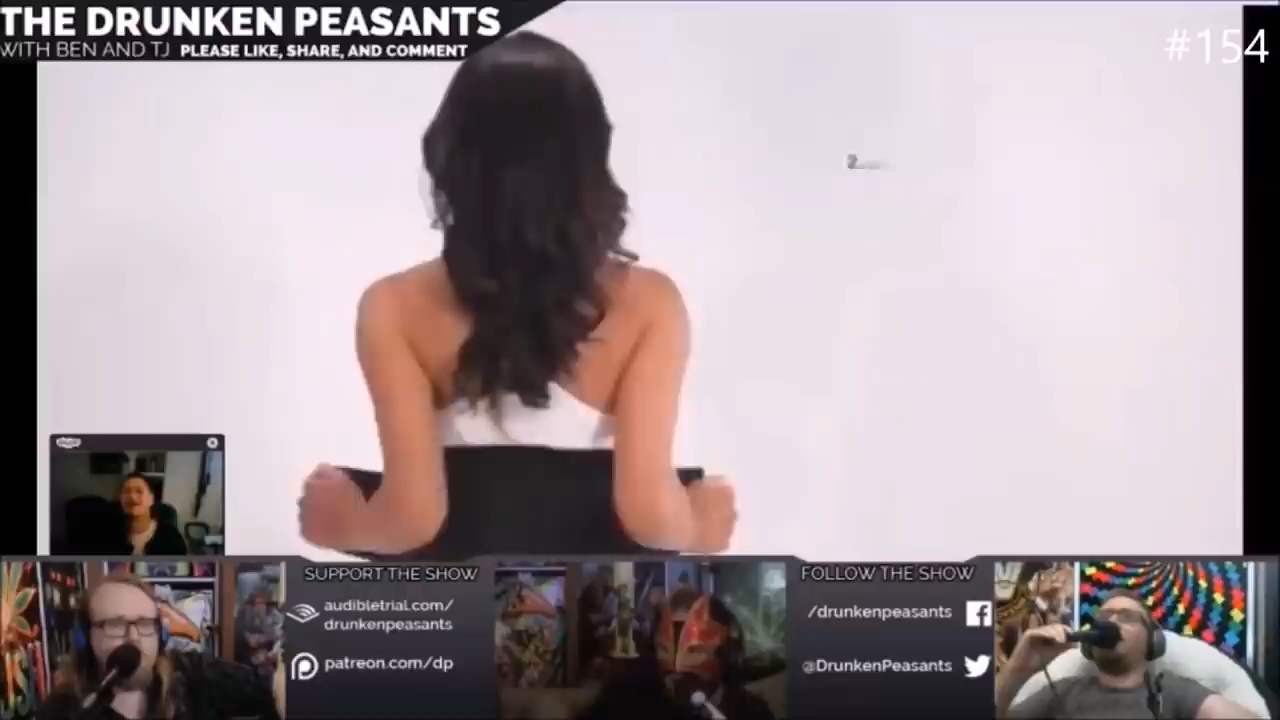 THE DRUNKEN PEASANTS
#154
WITH BEN AND TJ PLEASE LIKE, SHARE, AND COMMENT
skype
SUPPORT THE SHOW
audibletrial.com/
drunkenpeasants
patreon.com/dp
FOLLOW THE SHOW
/drunkenpeasants
@DrunkenPeasants